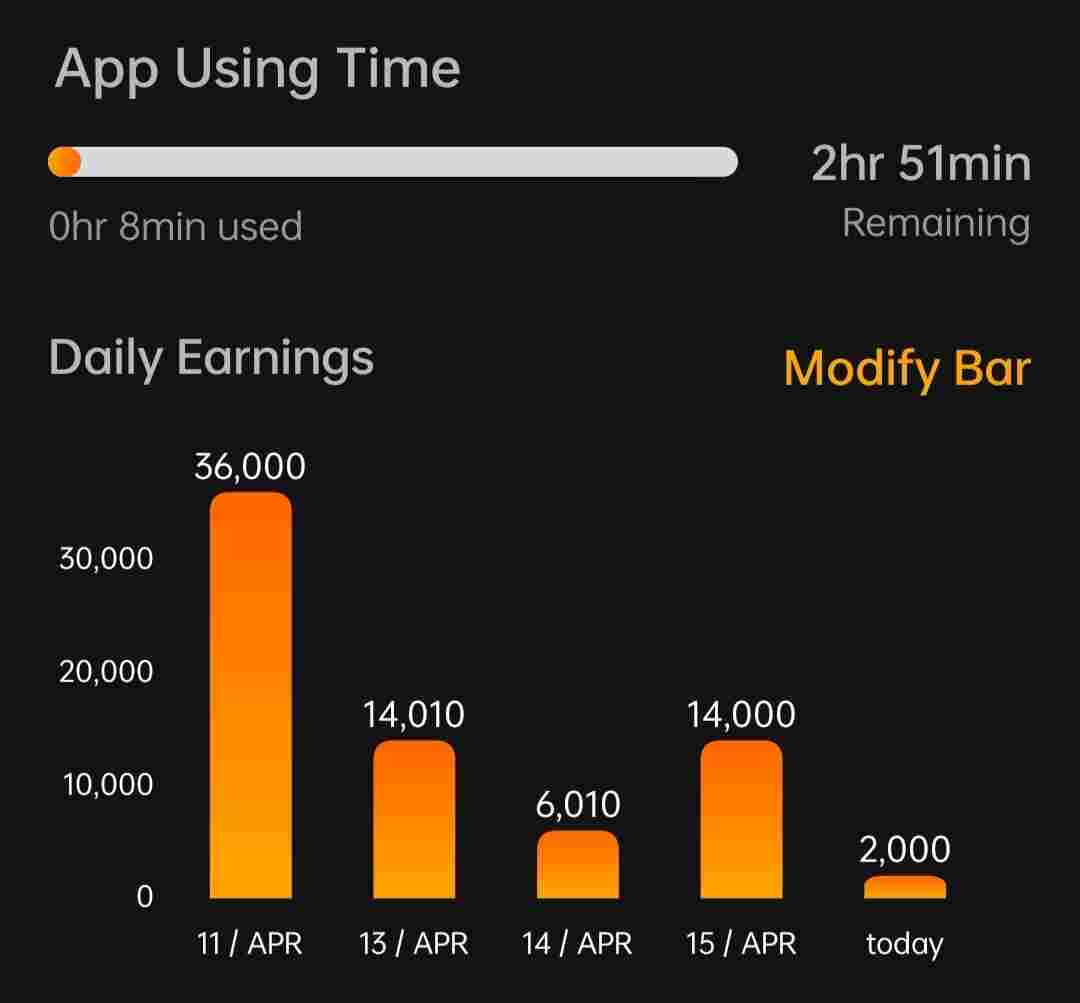 App Using Time
2hr 51min
0hr 8min used
Remaining
Daily Earnings
Modify Bar
36,000
30,000
20,000
14,010
14,000
10,000
6,010
2,000
0
11 / APR
13 / APR
14 / APR
15 / APR
today